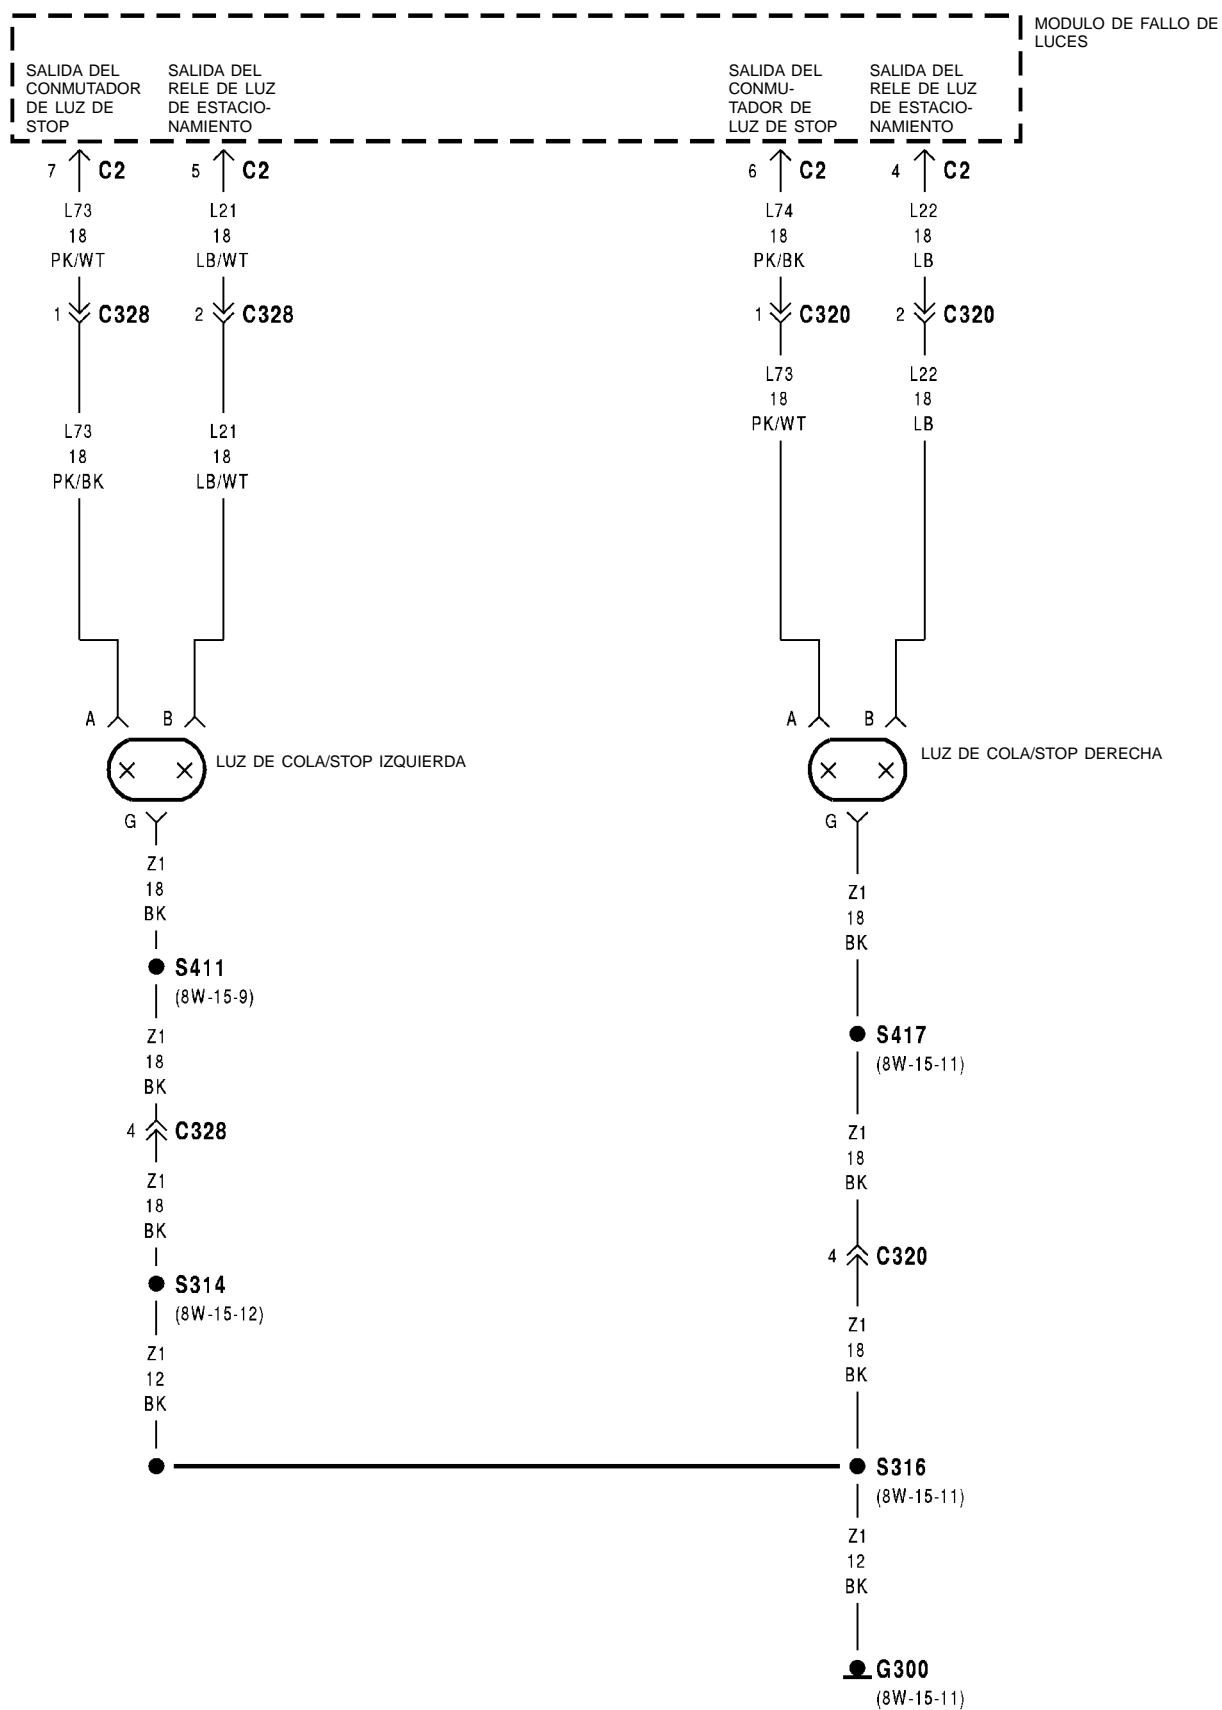 MODULO DE FALLO DE
LUCES
SALIDA DEL
CONMUTADOR
DE LUZ DE
STOP
SALIDA DEL
RELE DE LUZ
DE ESTACIO-
NAMIENTO
SALIDA DEL
CONMU-
TADOR DE
LUZ DE STOP
SALIDA DEL
RELE DE LUZ
DE ESTACIO-
NAMIENTO
7 C2
5 C2
6 C2
4 C2
L73
18
PK/WT
L21
18
LB/WT
L74
18
PK/BK
L22
18
LB
1 C328
2 C328
1 C320
2 C320
L73
18
PK/BK
L21
18
LB/WT
L73
18
PK/WT
L22
18
LB
A B
LUZ DE COLA/STOP IZQUIERDA
A B
LUZ DE COLA/STOP DERECHA
G
Z1
18
BK
S411
(8W-15-9)
Z1
18
BK
4 C328
Z1
18
BK
S314
(8W-15-12)
Z1
12
BK
G
Z1
18
BK
S417
(8W-15-11)
Z1
18
BK
4 C320
Z1
18
BK
S316
(8W-15-11)
Z1
12
BK
G300
(8W-15-11)